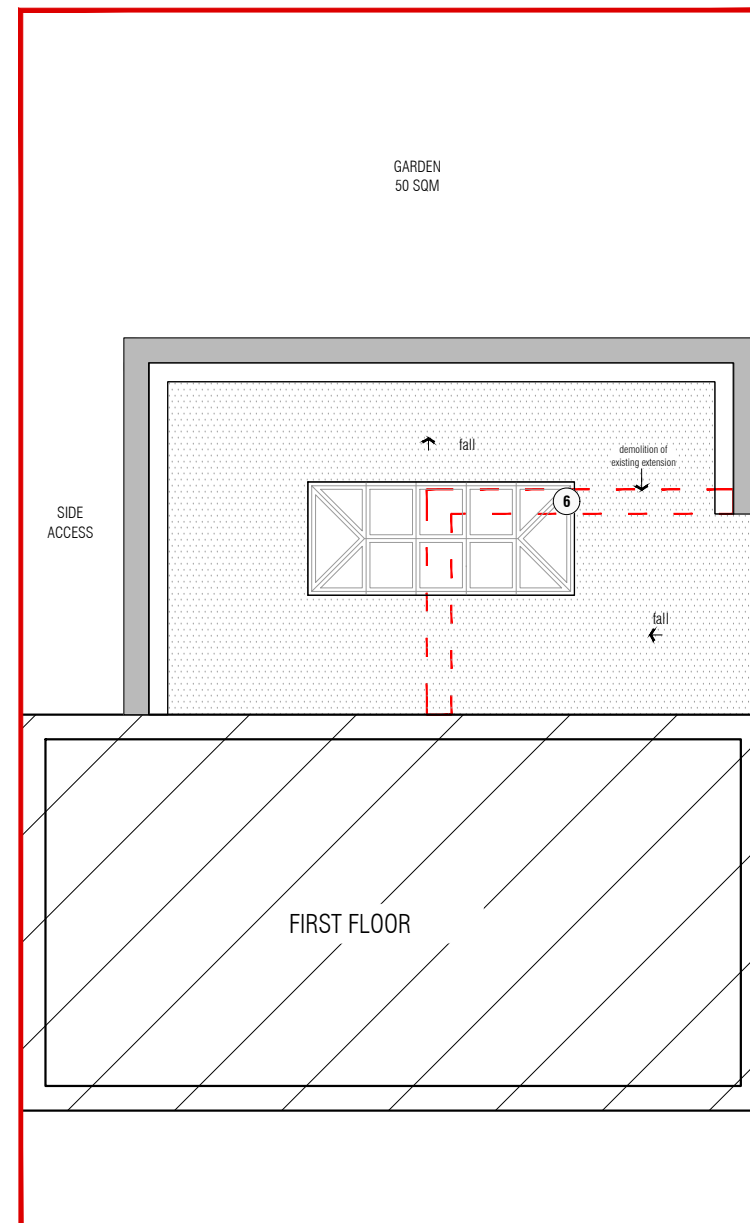 GARDEN
50 SQM
fall
demolition of
existing extension
6
SIDE
ACCESS
fall
FIRST FLOOR